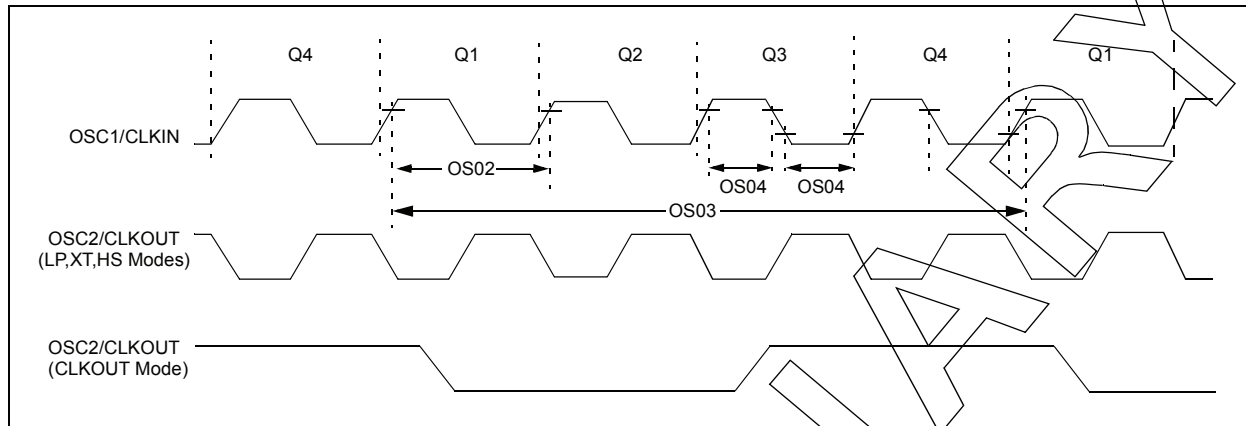 Q4 Q1 Q2 Q3 Q4 Q1
OSC1/CLKIN
OS02 OS04 OS04
OS03
OSC2/CLKOUT
(LP,XT,HS Modes)
OSC2/CLKOUT
(CLKOUT Mode)